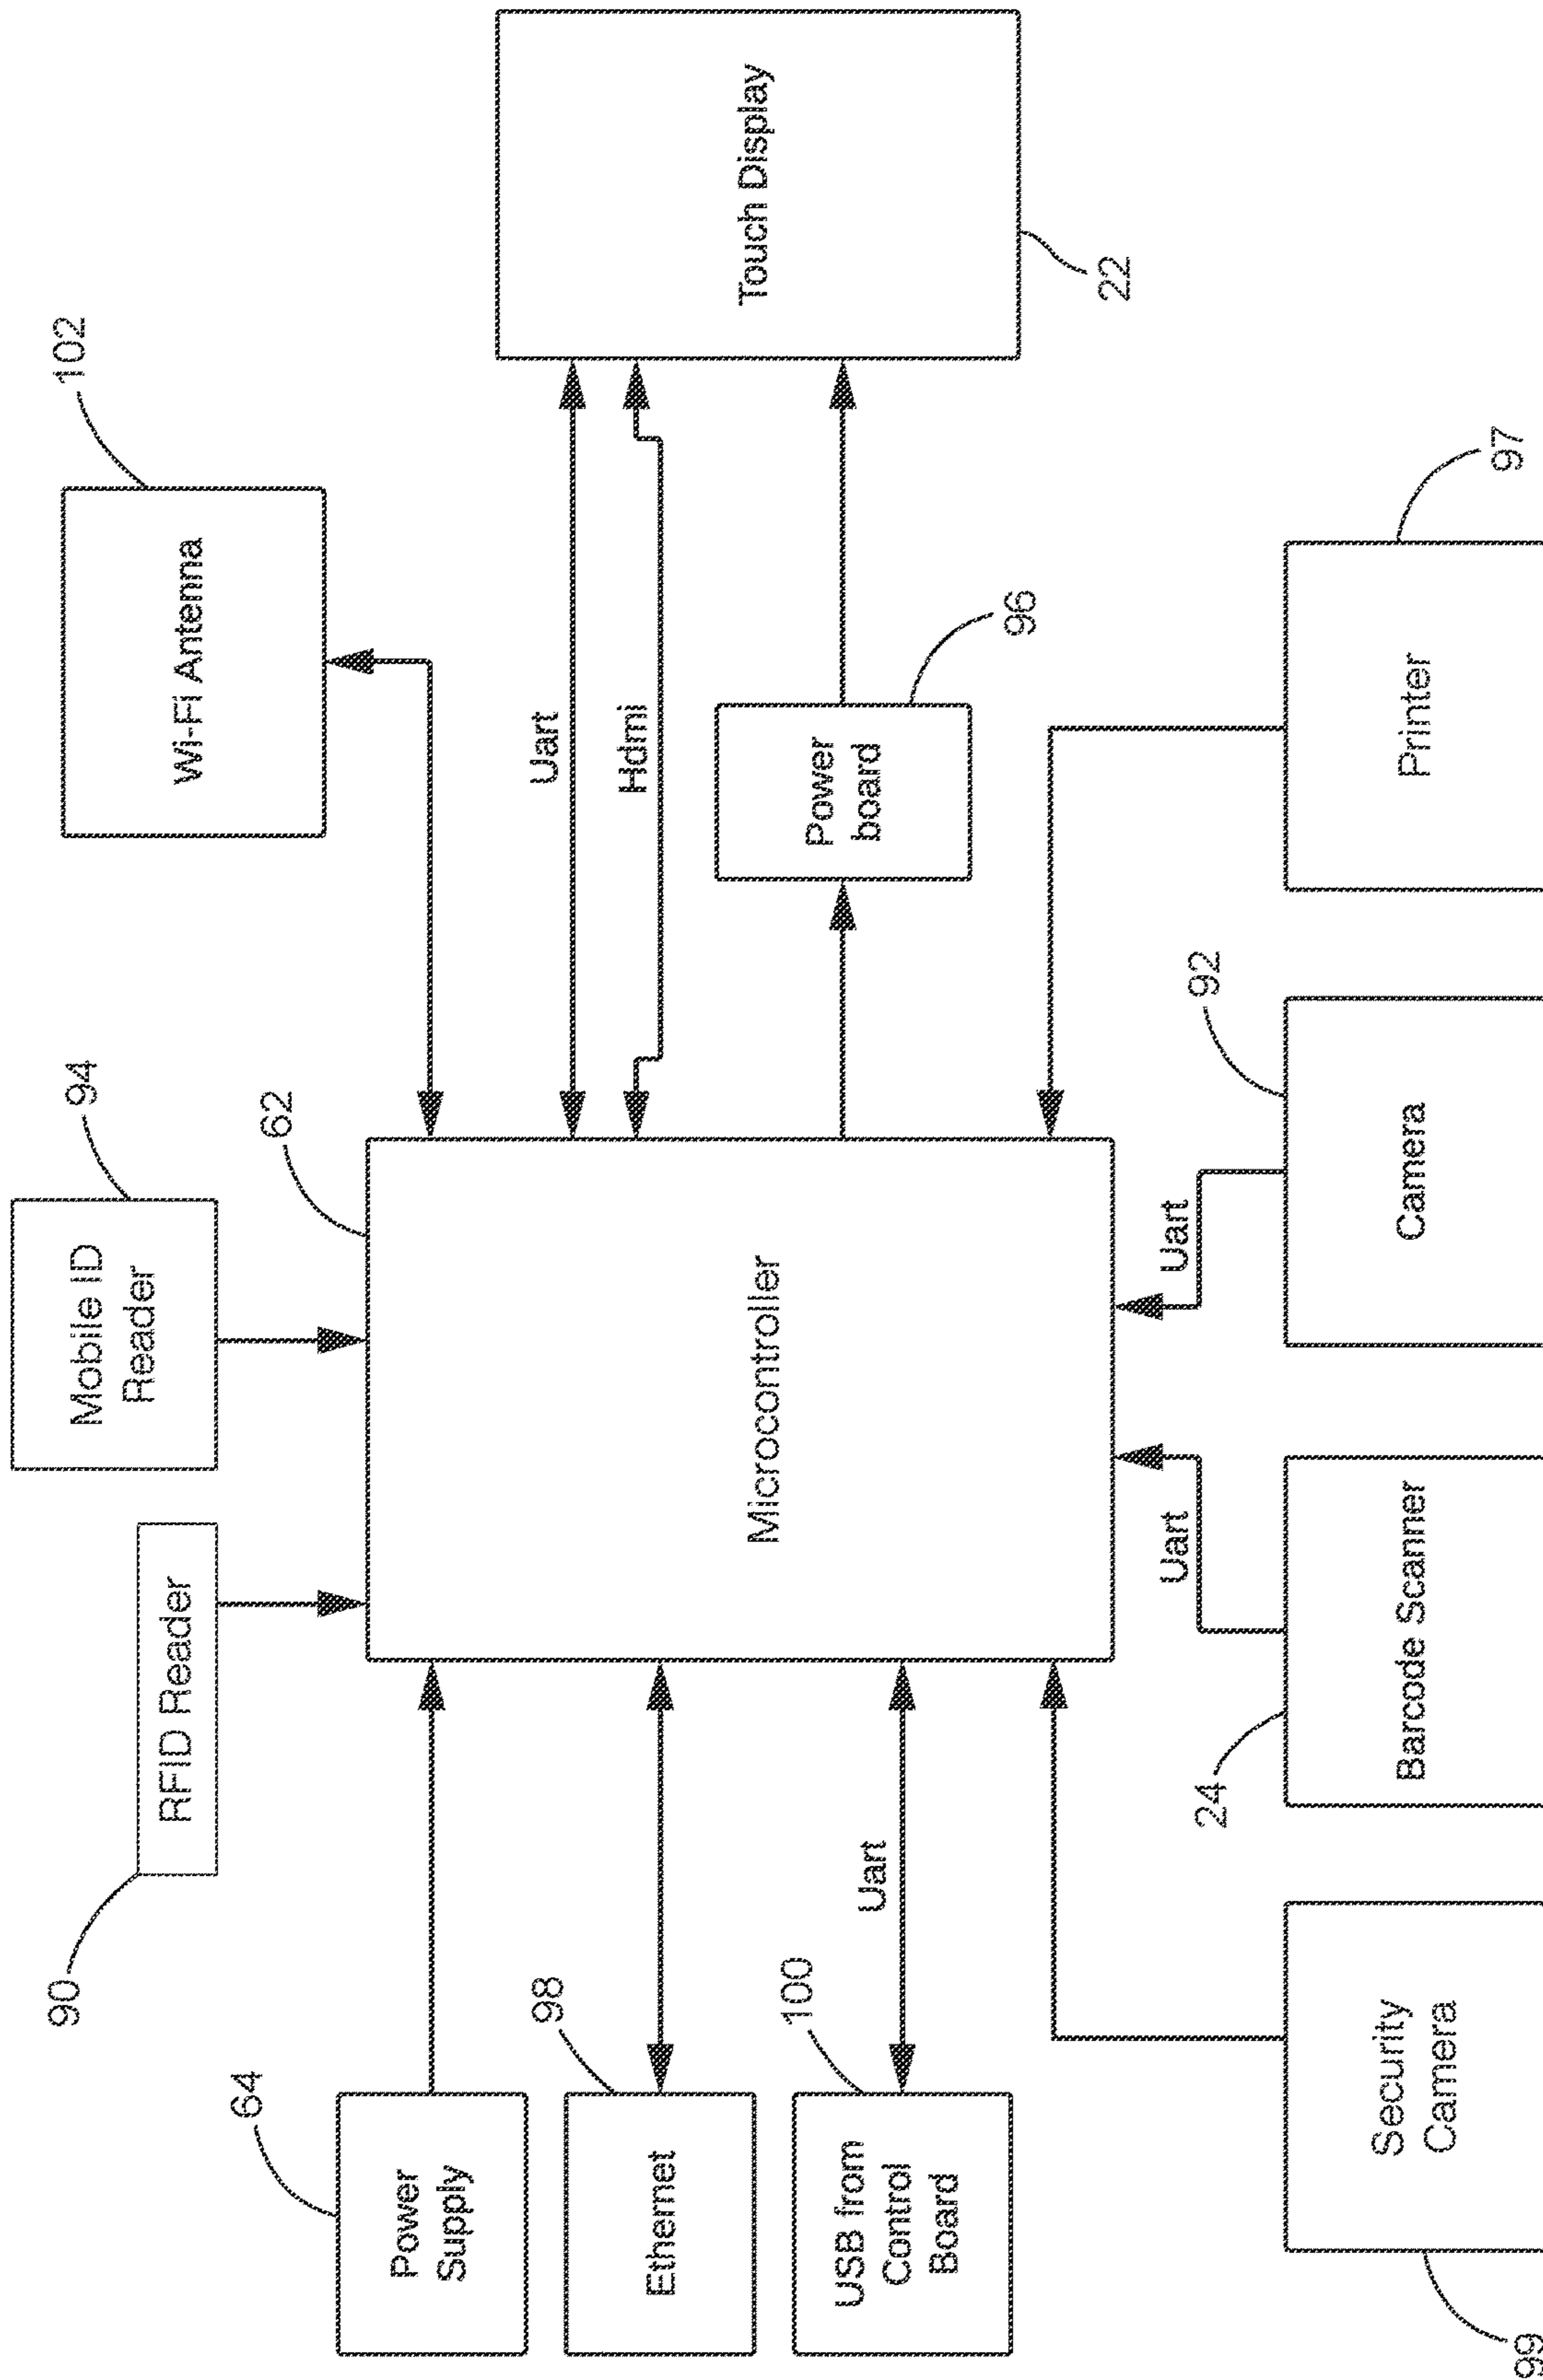 90
RFID Reader
94
Mobile ID
Reader
102
Wi-Fi Antenna
64
Power
Supply
98
Ethernet
100
USB from
Control
Board
Uart
62
Microcontroller
Uart
Hdmi
Power
board
96
Touch Display
22
99
Security
Camera
24
Barcode Scanner
Uart
92
Camera
Uart
97
Printer